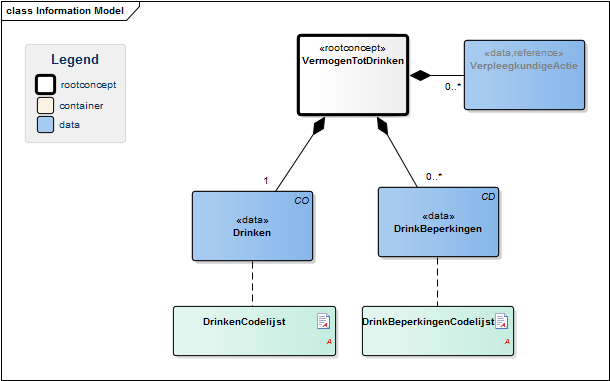 class Information Model
Legend
rootconcept
container
data
«rootconcept»
VermogenTotDrinken
«data,reference»
VerpleegkundigeActie
0..*
1
0..*
CO
«data»
Drinken
CD
«data»
DrinkBeperkingen
DrinkenCodelijst
A
DrinkBeperkingenCodelijst
A